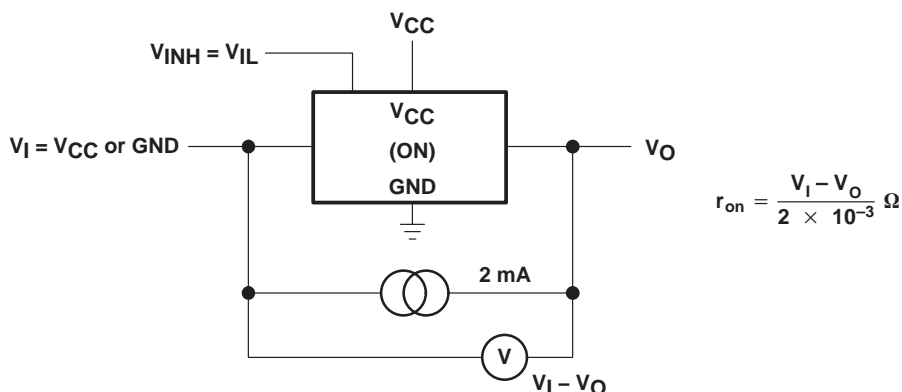 VCC
VINH = VIL
VCC
VI = VCC or GND
(ON)
VO
GND
ron = VI – VO / 2 × 10–3 Ω
2 mA
V
VI – VO